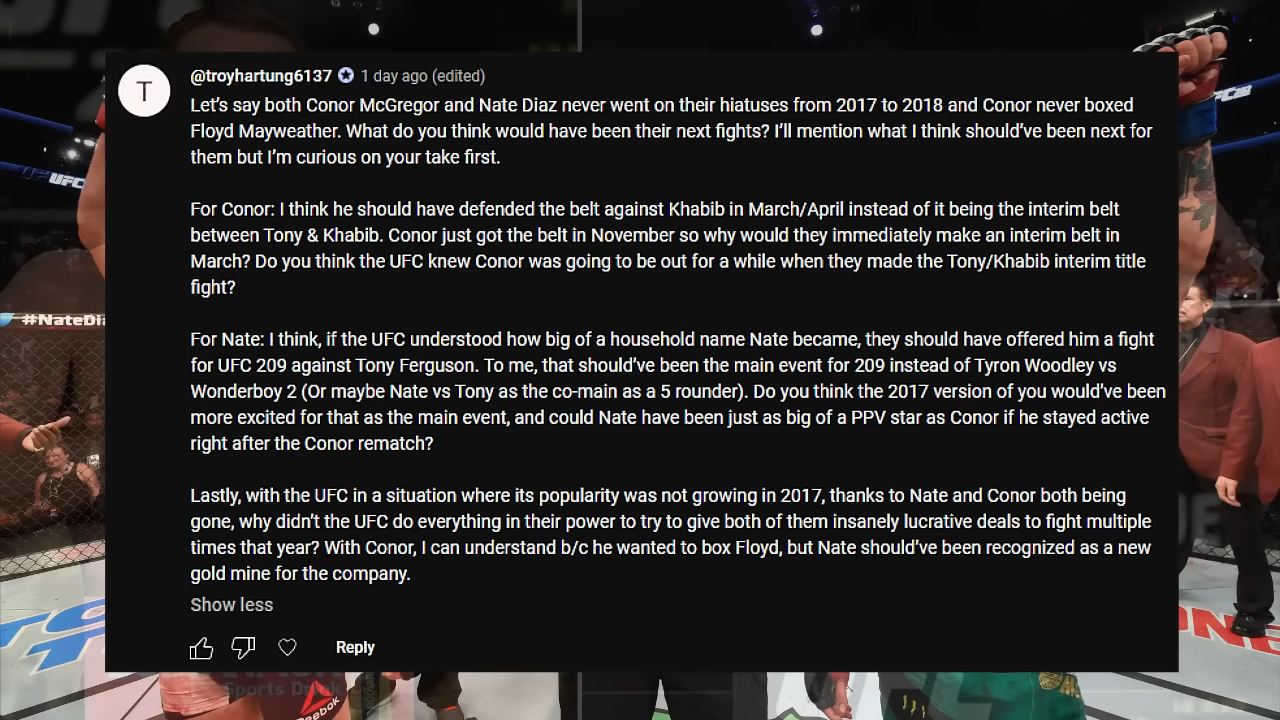 @troyhartung6137 1 day ago (edited)
Let's say both Conor McGregor and Nate Diaz never went on their hiatuses from 2017 to 2018 and Conor never boxed
Floyd Mayweather. What do you think would have been their next fights? I'll mention what I think should've been next for
them but I'm curious on your take first.
For Conor: I think he should have defended the belt against Khabib in March/April instead of it being the interim belt
between Tony & Khabib. Conor just got the belt in November so why would they immediately make an interim belt in
March? Do you think the UFC knew Conor was going to be out for a while when they made the Tony/Khabib interim title
fight?
For Nate: I think, if the UFC understood how big of a household name Nate became, they should have offered him a fight
for UFC 209 against Tony Ferguson. To me, that should've been the main event for 209 instead of Tyron Woodley vs
Wonderboy 2 (Or maybe Nate vs Tony as the co-main as a 5 rounder). Do you think the 2017 version of you would've been
more excited for that as the main event, and could Nate have been just as big of a PPV star as Conor if he stayed active
right after the Conor rematch?
Lastly, with the UFC in a situation where its popularity was not growing in 2017, thanks to Nate and Conor both being
gone, why didn't the UFC do everything in their power to try to give both of them insanely lucrative deals to fight multiple
times that year? With Conor, I can understand b/c he wanted to box Floyd, but Nate should've been recognized as a new
gold mine for the company.
Show less
Reply
T
#NateDia
UFC
UFC 202
Sports Drink
Reebok